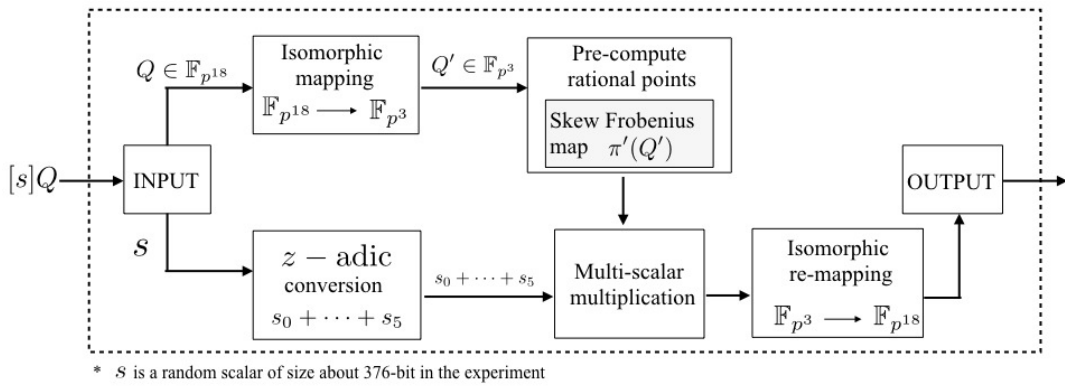 [s]Q
INPUT
Q ∈ 𝔽_{p^{18}}
Isomorphic
mapping
𝔽_{p^{18}} ⟶ 𝔽_{p^3}
Q′ ∈ 𝔽_{p^3}
Pre-compute
rational points
Skew Frobenius
map π′(Q′)
s
z − adic
conversion
s_0 + ⋯ + s_5
s_0 + ⋯ + s_5
Multi-scalar
multiplication
Isomorphic
re-mapping
𝔽_{p^3} ⟶ 𝔽_{p^{18}}
OUTPUT
* s is a random scalar of size about 376-bit in the experiment